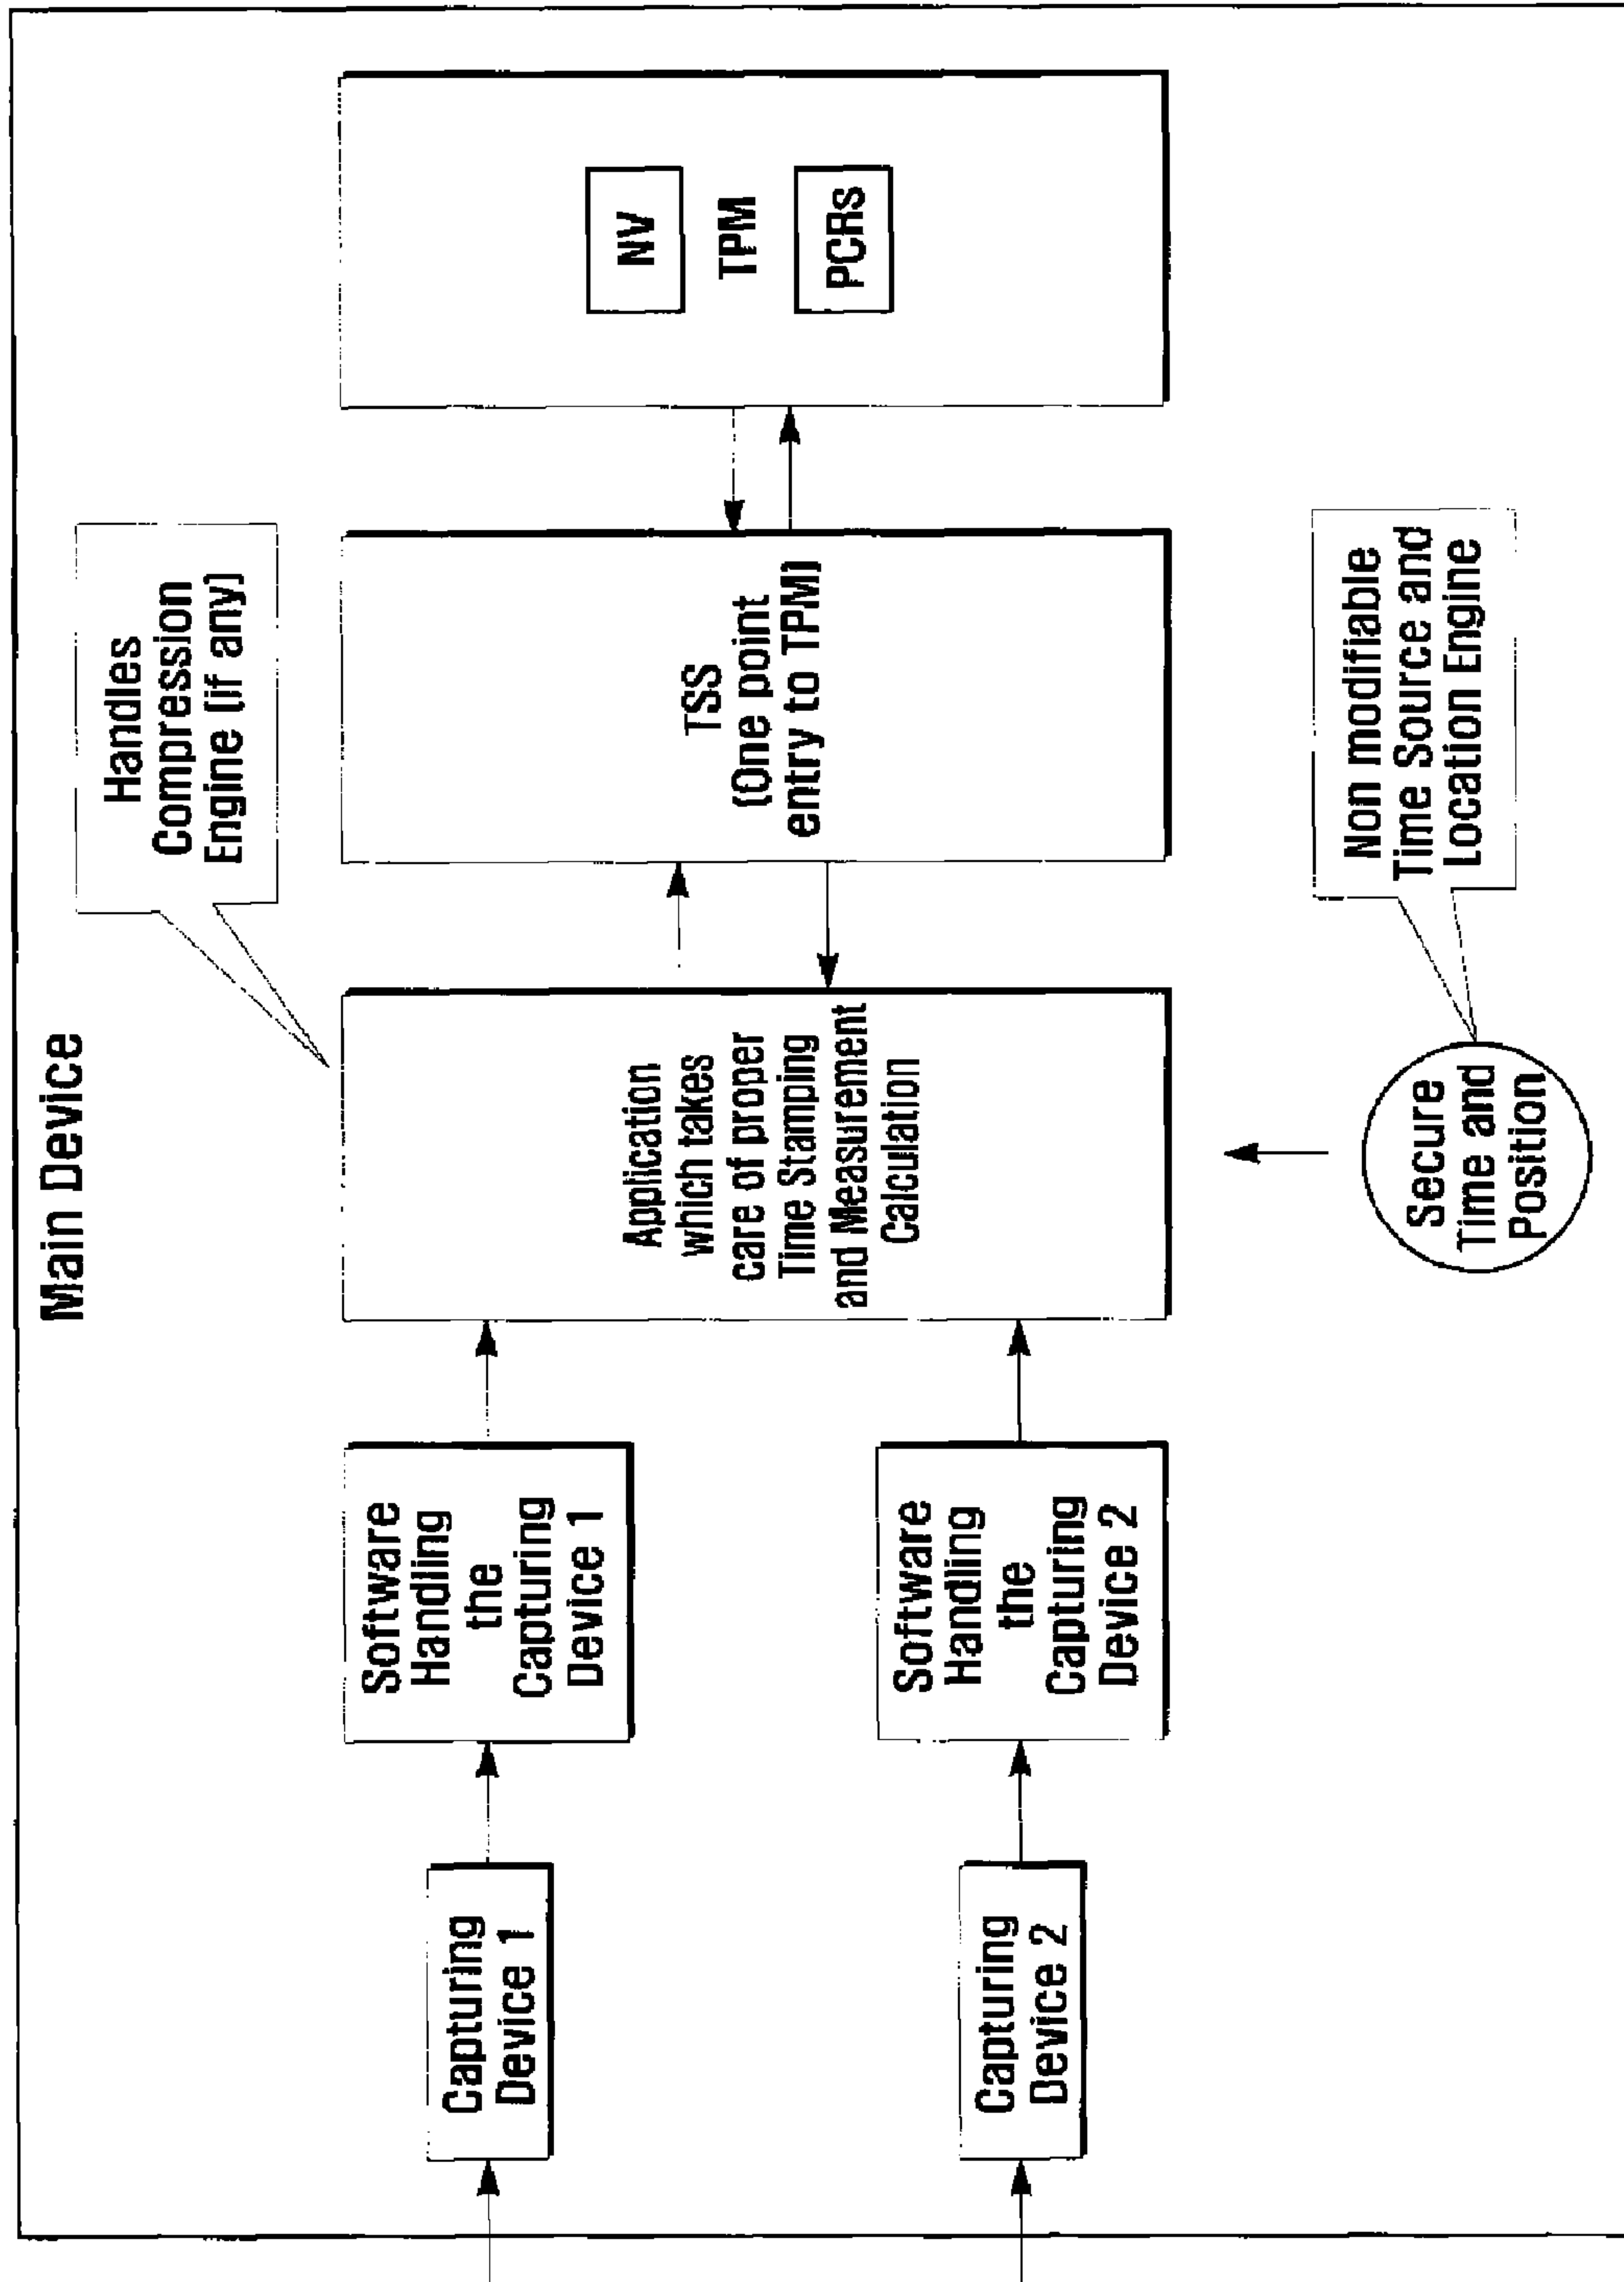 Main Device
Handles
Compression
Engine (if any)
Capturing
Device 1
Software
Handling
the
Capturing
Device 1
Application
which takes
care of proper
Time Stamping
and Measurement
Calculation
TSS
(One point
entry to TPM)
NV
TPM
PCRs
Capturing
Device 2
Software
Handling
the
Capturing
Device 2
Secure
Time and
Position
Non modifiable
Time Source and
Location Engine